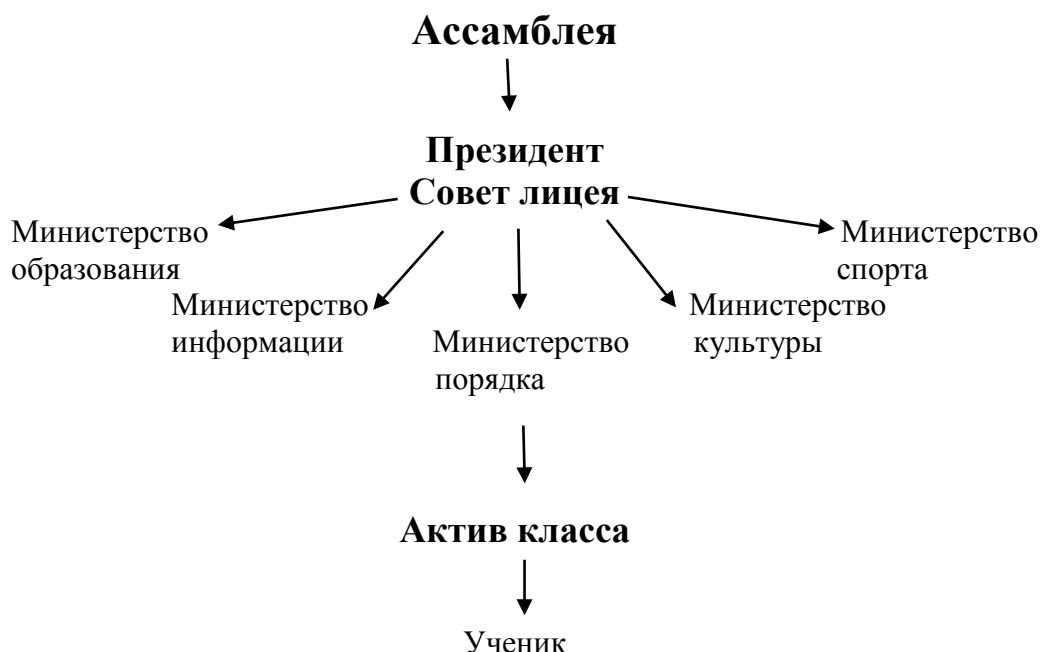 Ассамблея
Президент
Совет лицея
Министерство
образования
Министерство
информации
Министерство
порядка
Министерство
культуры
Министерство
спорта
Актив класса
Ученик